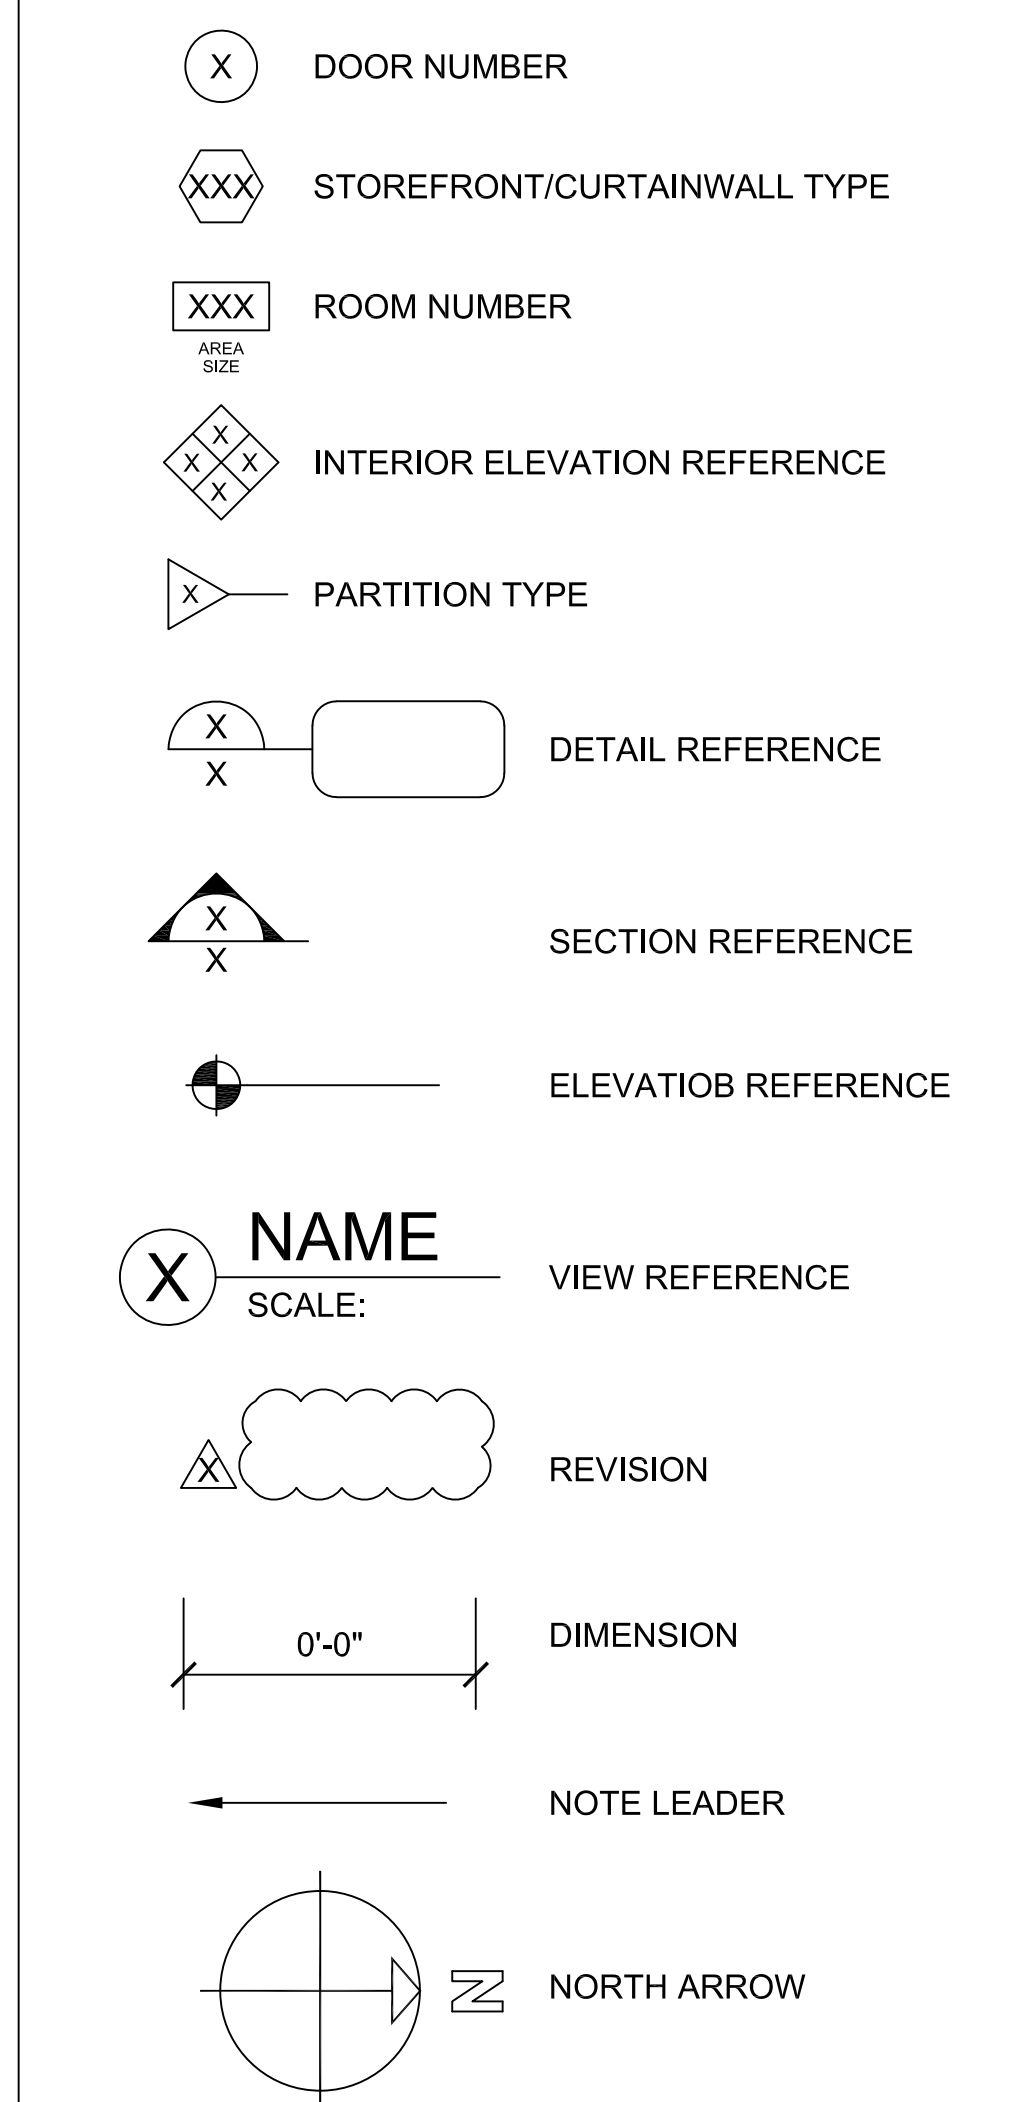 X DOOR NUMBER
XXX STOREFRONT/CURTAINWALL TYPE
XXX ROOM NUMBER
AREA
SIZE
X
X X INTERIOR ELEVATION REFERENCE
X
X PARTITION TYPE
X
DETAIL REFERENCE
X
X
SECTION REFERENCE
X
ELEVATIOB REFERENCE
NAME
X VIEW REFERENCE
SCALE:
X REVISION
0'-0" DIMENSION
NOTE LEADER
N NORTH ARROW